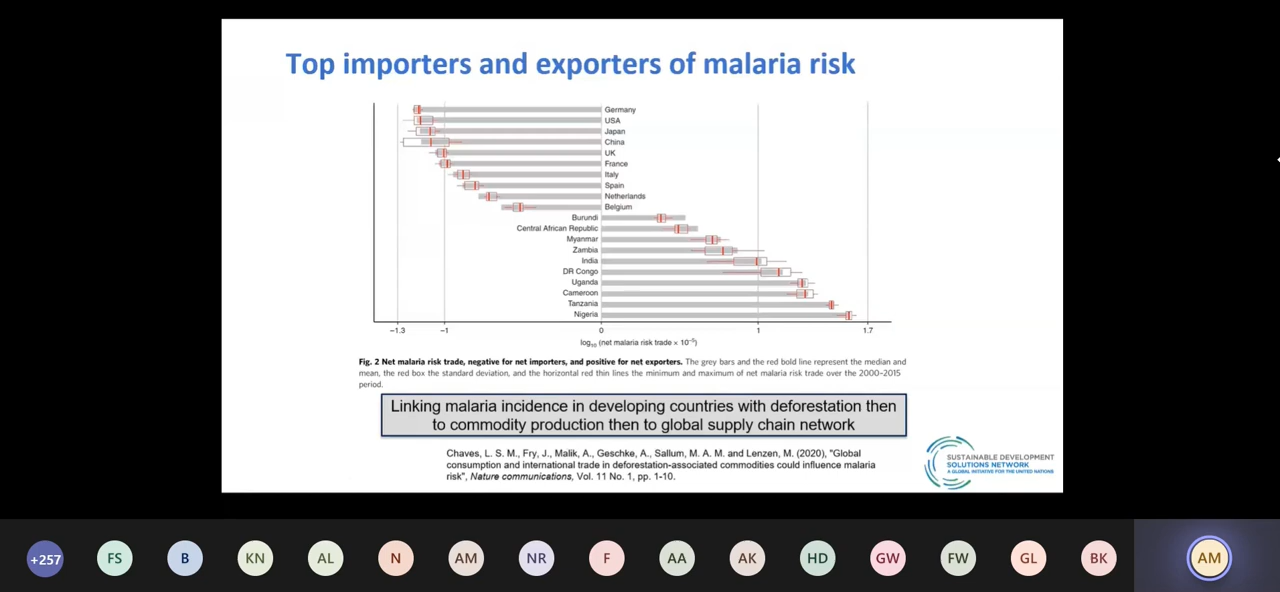 Top importers and exporters of malaria risk
Germany
USA
Japan
China
UK
France
Italy
Spain
Netherlands
Belgium
Burundi
Central African Republic
Myanmar
Zambia
India
DR Congo
Uganda
Cameroon
Tanzania
Nigeria
−1.3 −1 0 1 1.7
log₁₀ (net malaria risk trade × 10⁻⁵)
Fig. 2 Net malaria risk trade, negative for net importers, and positive for net exporters. The grey bars and the red bold line represent the median and
mean, the red box the standard deviation, and the horizontal red thin lines the minimum and maximum of net malaria risk trade over the 2000–2015
period.
Linking malaria incidence in developing countries with deforestation then
to commodity production then to global supply chain network
Chaves, L. S. M., Fry, J., Malik, A., Geschke, A., Sallum, M. A. M. and Lenzen, M. (2020), "Global
consumption and international trade in deforestation-associated commodities could influence malaria
risk", Nature communications, Vol. 11 No. 1, pp. 1-10.
SUSTAINABLE DEVELOPMENT
SOLUTIONS NETWORK
A GLOBAL INITIATIVE FOR THE UNITED NATIONS
+257 FS B KN AL N AM NR F AA AK HD GW FW GL BK AM